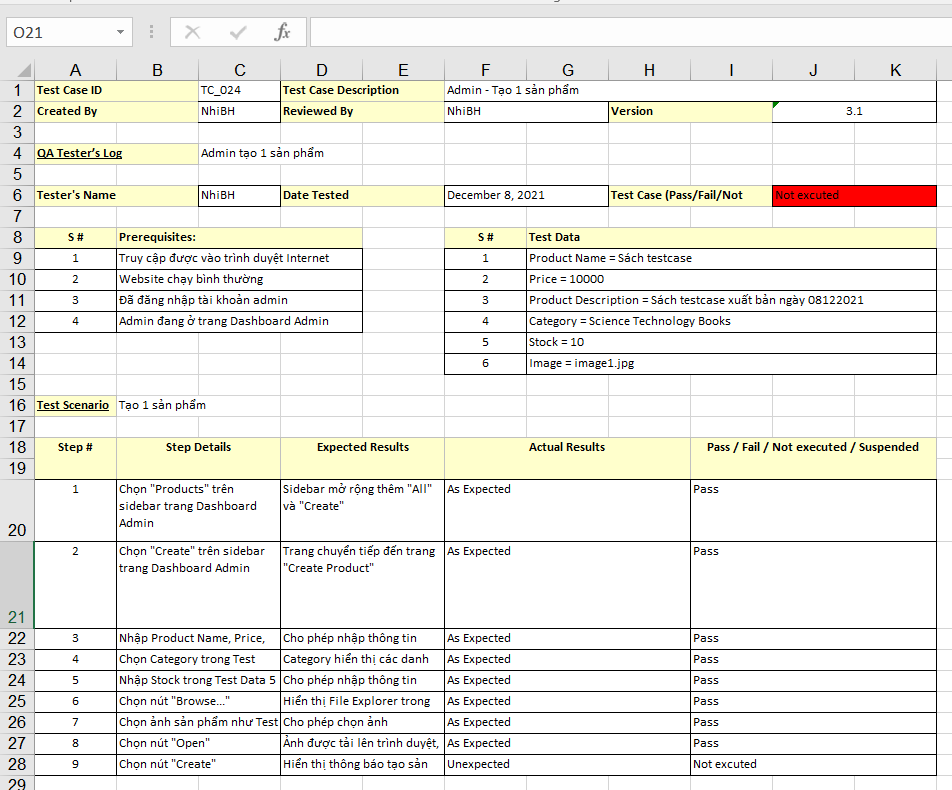 O21
fx
A B C D E F G H I J K
1 Test Case ID TC_024 Test Case Description Admin - Tạo 1 sản phẩm
2 Created By NhiBH Reviewed By NhiBH Version 3.1
3
4 QA Tester's Log Admin tạo 1 sản phẩm
5
6 Tester's Name NhiBH Date Tested December 8, 2021 Test Case (Pass/Fail/Not Not excuted
7
8 S # Prerequisites: S # Test Data
9 1 Truy cập được vào trình duyệt Internet 1 Product Name = Sách testcase
10 2 Website chạy bình thường 2 Price = 10000
11 3 Đã đăng nhập tài khoản admin 3 Product Description = Sách testcase xuất bản ngày 08122021
12 4 Admin đang ở trang Dashboard Admin 4 Category = Science Technology Books
13 5 Stock = 10
14 6 Image = image1.jpg
15
16 Test Scenario Tạo 1 sản phẩm
17
18 Step # Step Details Expected Results Actual Results Pass / Fail / Not executed / Suspended
19
1 Chọn "Products" trên Sidebar mở rộng thêm "All" As Expected Pass
sidebar trang Dashboard và "Create"
Admin
20
2 Chọn "Create" trên sidebar Trang chuyển tiếp đến trang As Expected Pass
trang Dashboard Admin "Create Product"
21
22 3 Nhập Product Name, Price, Cho phép nhập thông tin As Expected Pass
23 4 Chọn Category trong Test Category hiển thị các danh As Expected Pass
24 5 Nhập Stock trong Test Data 5 Cho phép nhập thông tin As Expected Pass
25 6 Chọn nút "Browse..." Hiển thị File Explorer trong As Expected Pass
26 7 Chọn ảnh sản phẩm như Test Cho phép chọn ảnh As Expected Pass
27 8 Chọn nút "Open" Ảnh được tải lên trình duyệt, As Expected Pass
28 9 Chọn nút "Create" Hiển thị thông báo tạo sản Unexpected Not excuted
29